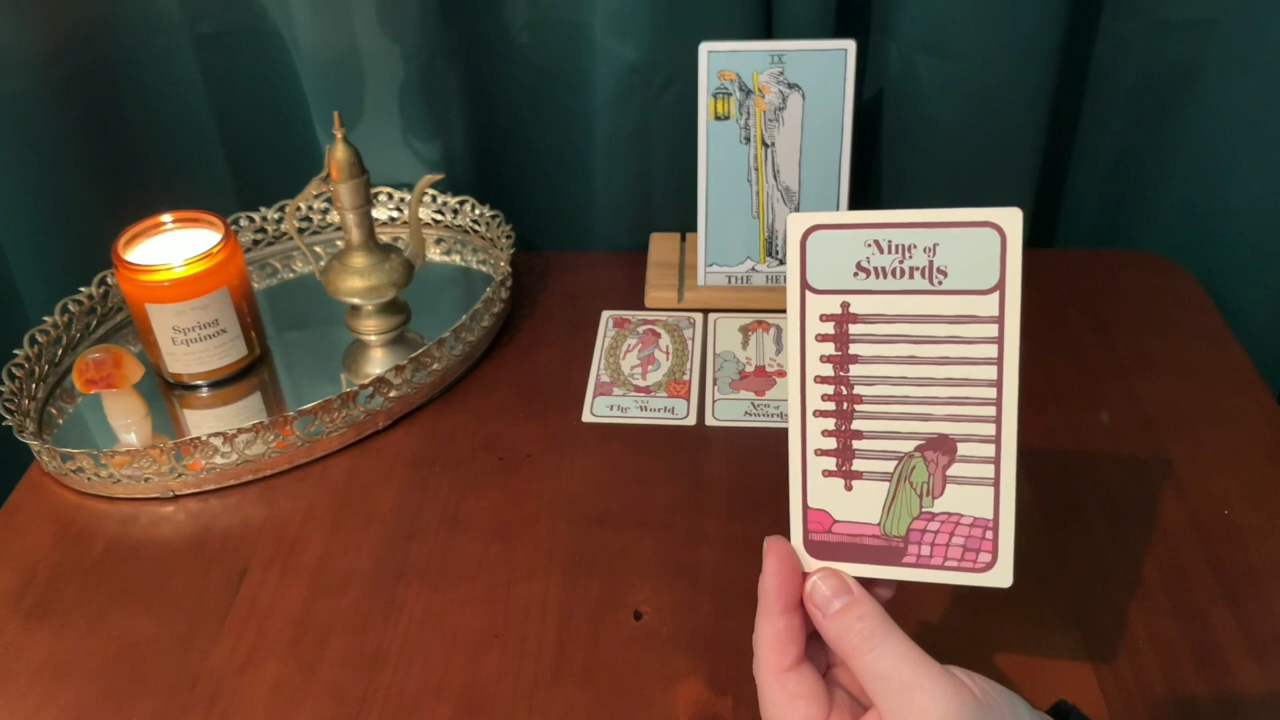 IX
THE HE
Spring
Equinox
XXI
The World
Ace of
Swords
Nine of
Swords